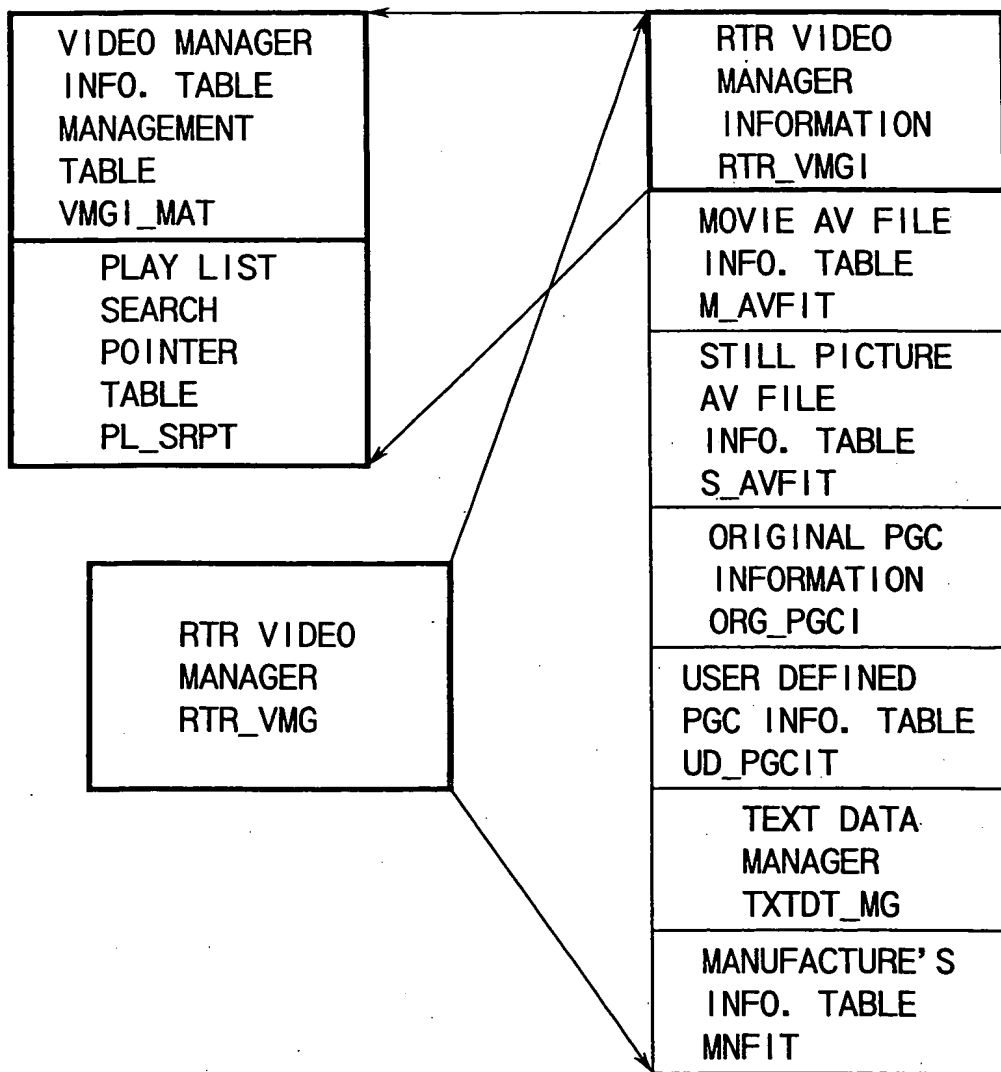 VIDEO MANAGER
INFO. TABLE
MANAGEMENT
TABLE
VMGI_MAT
PLAY LIST
SEARCH
POINTER
TABLE
PL_SRPT
RTR VIDEO
MANAGER
RTR_VMG
RTR VIDEO
MANAGER
INFORMATION
RTR_VMGI
MOVIE AV FILE
INFO. TABLE
M_AVFIT
STILL PICTURE
AV FILE
INFO. TABLE
S_AVFIT
ORIGINAL PGC
INFORMATION
ORG_PGCI
USER DEFINED
PGC INFO. TABLE
UD_PGCIT
TEXT DATA
MANAGER
TXTDT_MG
MANUFACTURE'S
INFO. TABLE
MNFIT